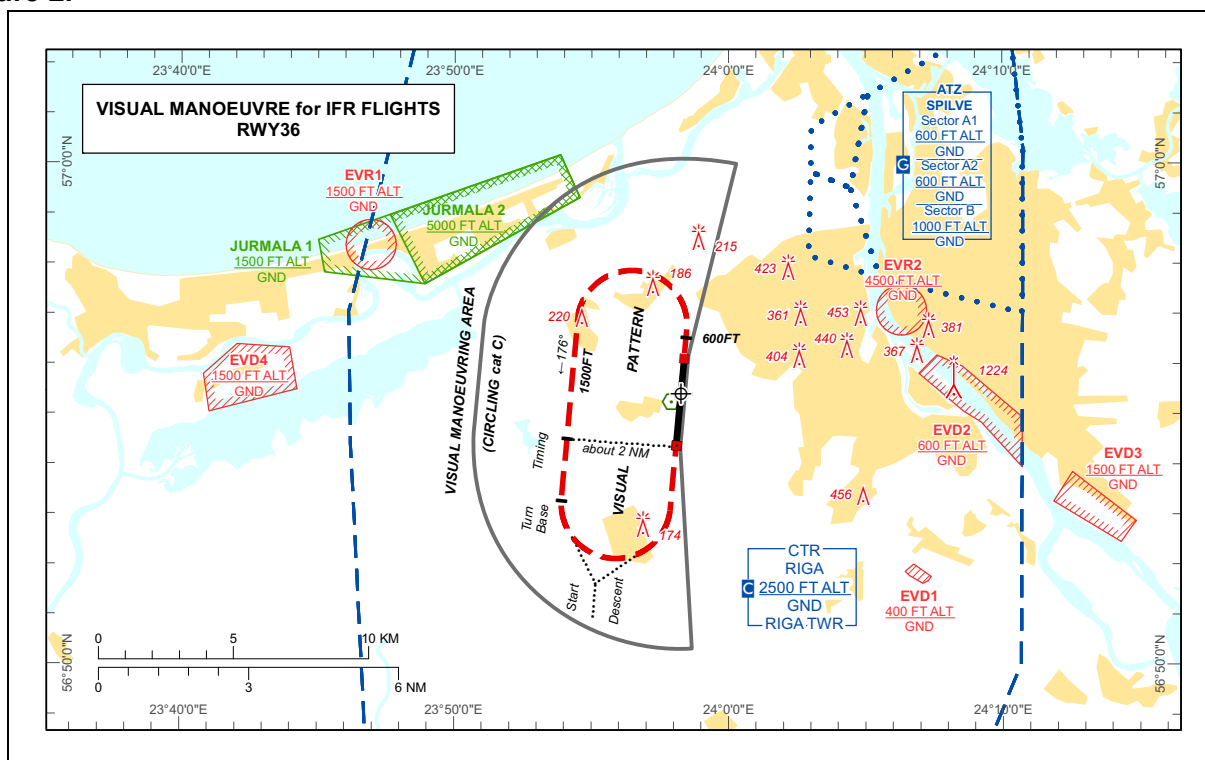 23°40'0"E
23°50'0"E
24°0'0"E
24°10'0"E
VISUAL MANOEUVRE for IFR FLIGHTS
RWY36
57°0'0"N
57°0'0"N
EVR1
1500 FT ALT
GND
JURMALA 2
5000 FT ALT
GND
JURMALA 1
1500 FT ALT
GND
ATZ
SPILVE
Sector A1
600 FT ALT
GND
Sector A2
600 FT ALT
GND
Sector B
1000 FT ALT
GND
G
215
423
186
EVR2
4500 FT ALT
GND
220
361
453
381
440
404
367
1224
PATTERN
600FT
←176°
1500FT
VISUAL MANOEUVRING AREA
(CIRCLING cat C)
EVD4
1500 FT ALT
GND
EVD2
600 FT ALT
GND
EVD3
1500 FT ALT
GND
Timing
about 2 NM
VISUAL
456
Turn
Base
174
Start
Descent
CTR
RIGA
C
2500 FT ALT
GND
RIGA TWR
EVD1
400 FT ALT
GND
0
5
10 KM
0
3
6 NM
56°50'0"N
56°50'0"N
23°40'0"E
23°50'0"E
24°0'0"E
24°10'0"E